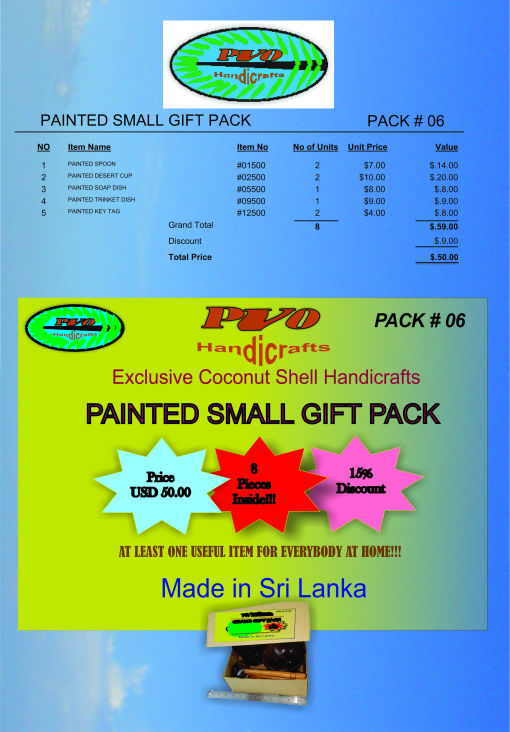 PVO
Handicrafts
PAINTED SMALL GIFT PACK PACK # 06
NO Item Name Item No No of Units Unit Price Value
1 PAINTED SPOON #01500 2 $7.00 $.14.00
2 PAINTED DESERT CUP #02500 2 $10.00 $.20.00
3 PAINTED SOAP DISH #05500 1 $8.00 $.8.00
4 PAINTED TRINKET DISH #09500 1 $9.00 $.9.00
5 PAINTED KEY TAG #12500 2 $4.00 $.8.00
Grand Total 8 $.59.00
Discount $.9.00
Total Price $.50.00
PVO
Handicrafts
PVO
Handicrafts
PACK # 06
Exclusive Coconut Shell Handicrafts
PAINTED SMALL GIFT PACK
Price
USD 50.00
8
Pieces
Inside!!!
15%
Discount
AT LEAST ONE USEFUL ITEM FOR EVERYBODY AT HOME!!!
Made in Sri Lanka
Made in Sri Lanka